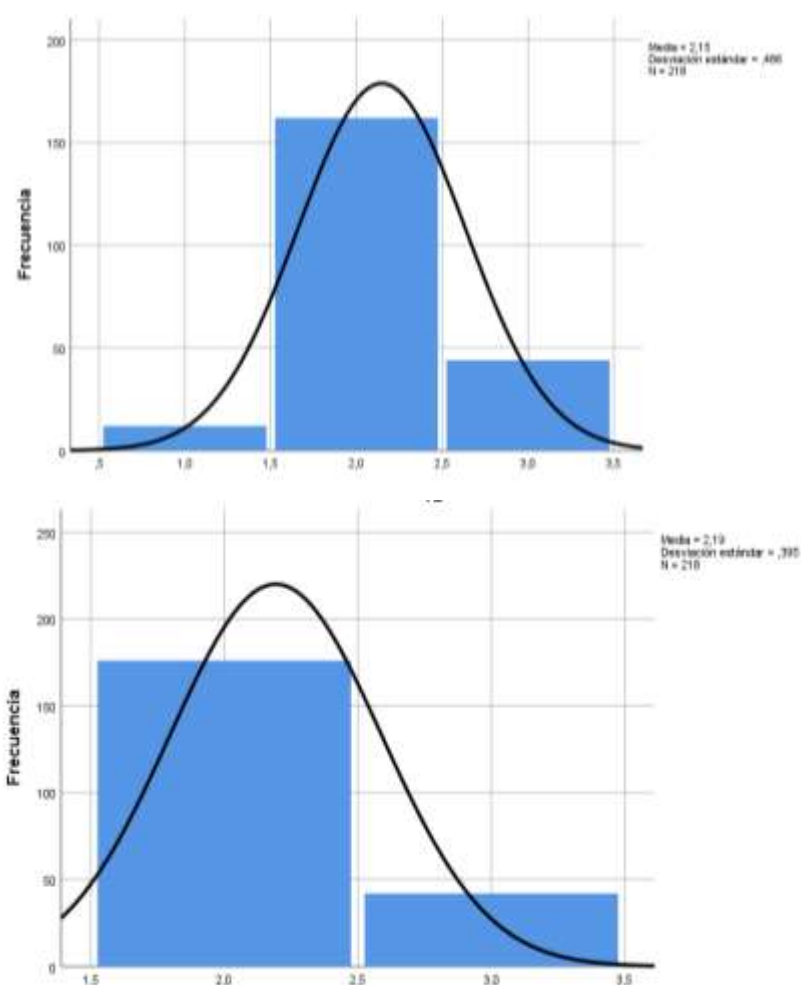 200
Media = 2,15
Desviación estándar = ,486
N = 218
150
Frecuencia
100
50
0
,5 1,0 1,5 2,0 2,5 3,0 3,5
250
Media = 2,19
Desviación estándar = ,395
N = 218
200
150
Frecuencia
100
50
0
1,5 2,0 2,5 3,0 3,5